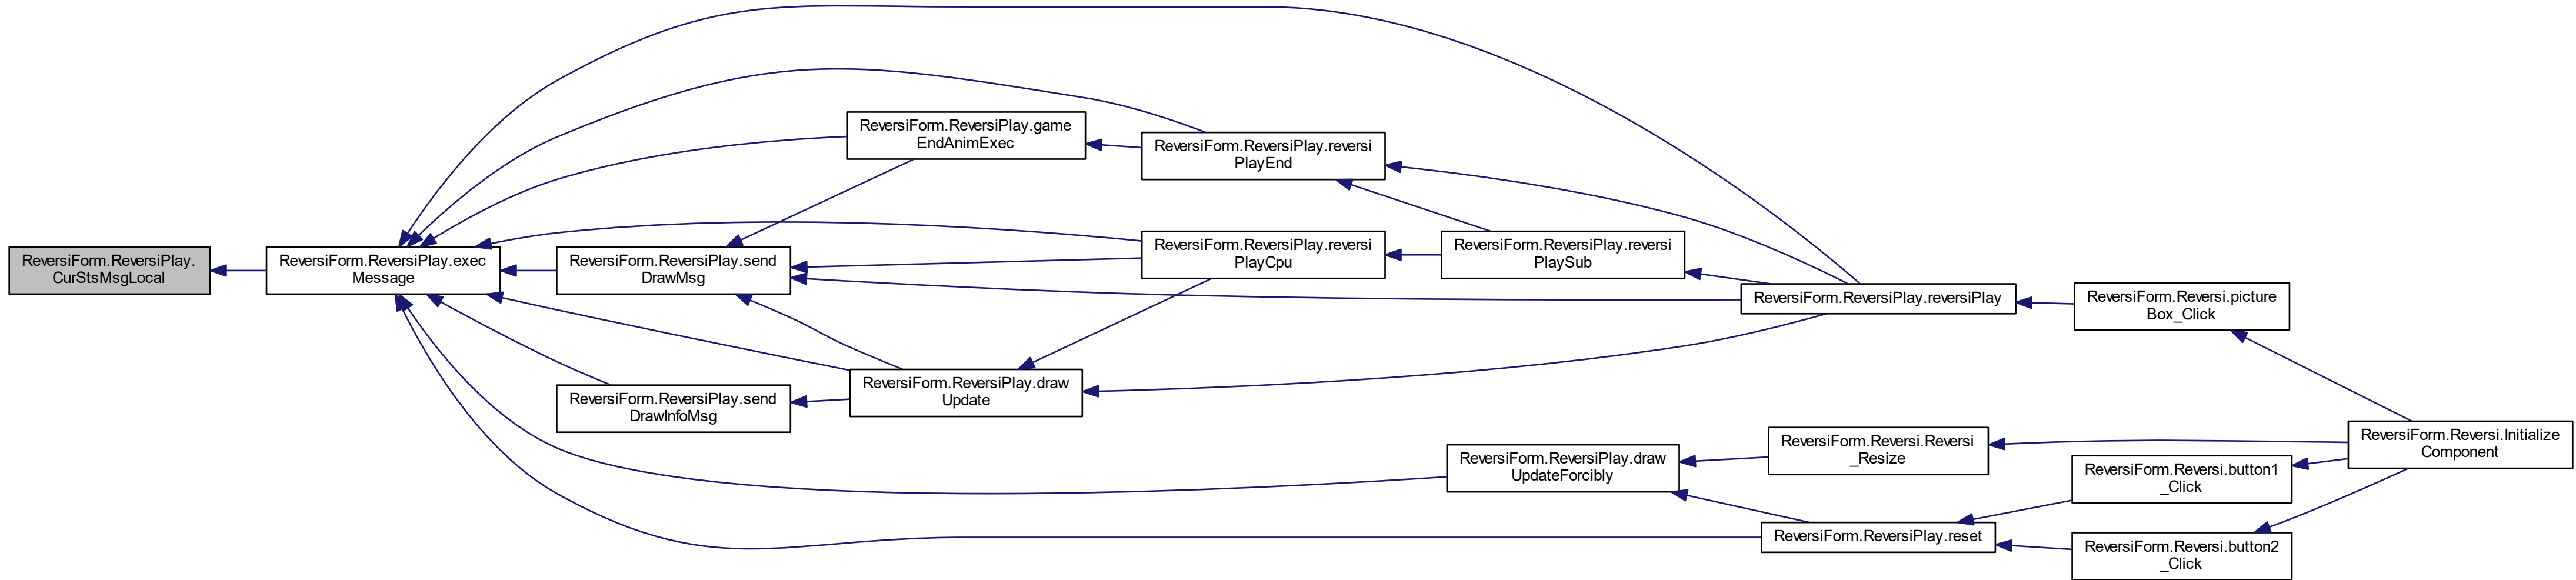 ReversiForm.ReversiPlay.
CurStsMsgLocal
ReversiForm.ReversiPlay.exec
Message
ReversiForm.ReversiPlay.send
DrawMsg
ReversiForm.ReversiPlay.send
DrawInfoMsg
ReversiForm.ReversiPlay.game
EndAnimExec
ReversiForm.ReversiPlay.draw
Update
ReversiForm.ReversiPlay.reversi
PlayEnd
ReversiForm.ReversiPlay.reversi
PlayCpu
ReversiForm.ReversiPlay.reversi
PlaySub
ReversiForm.ReversiPlay.draw
UpdateForcibly
ReversiForm.ReversiPlay.reversiPlay
ReversiForm.Reversi.Reversi
_Resize
ReversiForm.ReversiPlay.reset
ReversiForm.Reversi.picture
Box_Click
ReversiForm.Reversi.button1
_Click
ReversiForm.Reversi.button2
_Click
ReversiForm.Reversi.Initialize
Component